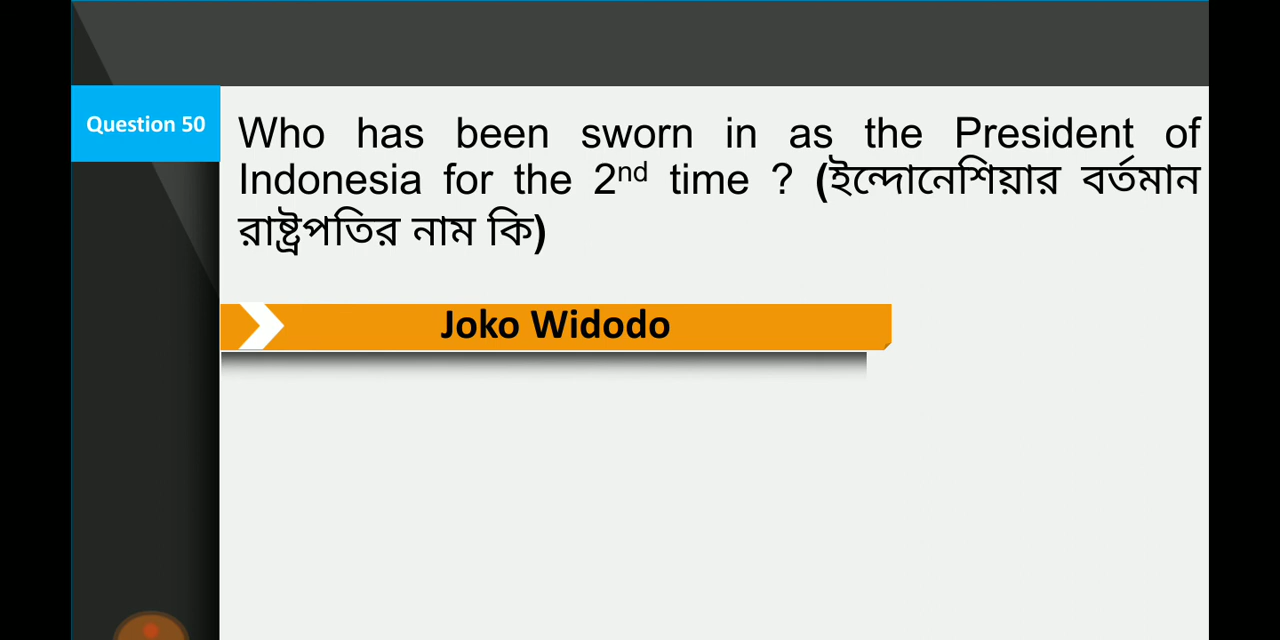 Question 50
Who has been sworn in as the President of
Indonesia for the 2nd time ? (ইন্দোনেশিয়ার বর্তমান
রাষ্ট্রপতির নাম কি)
Joko Widodo